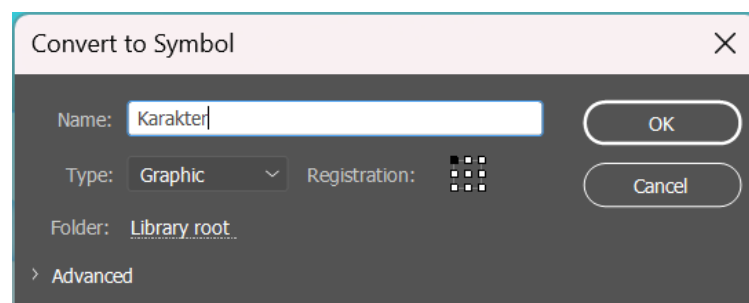 Convert to Symbol
Name: Karakter OK
Type: Graphic Registration: Cancel
Folder: Library root
Advanced